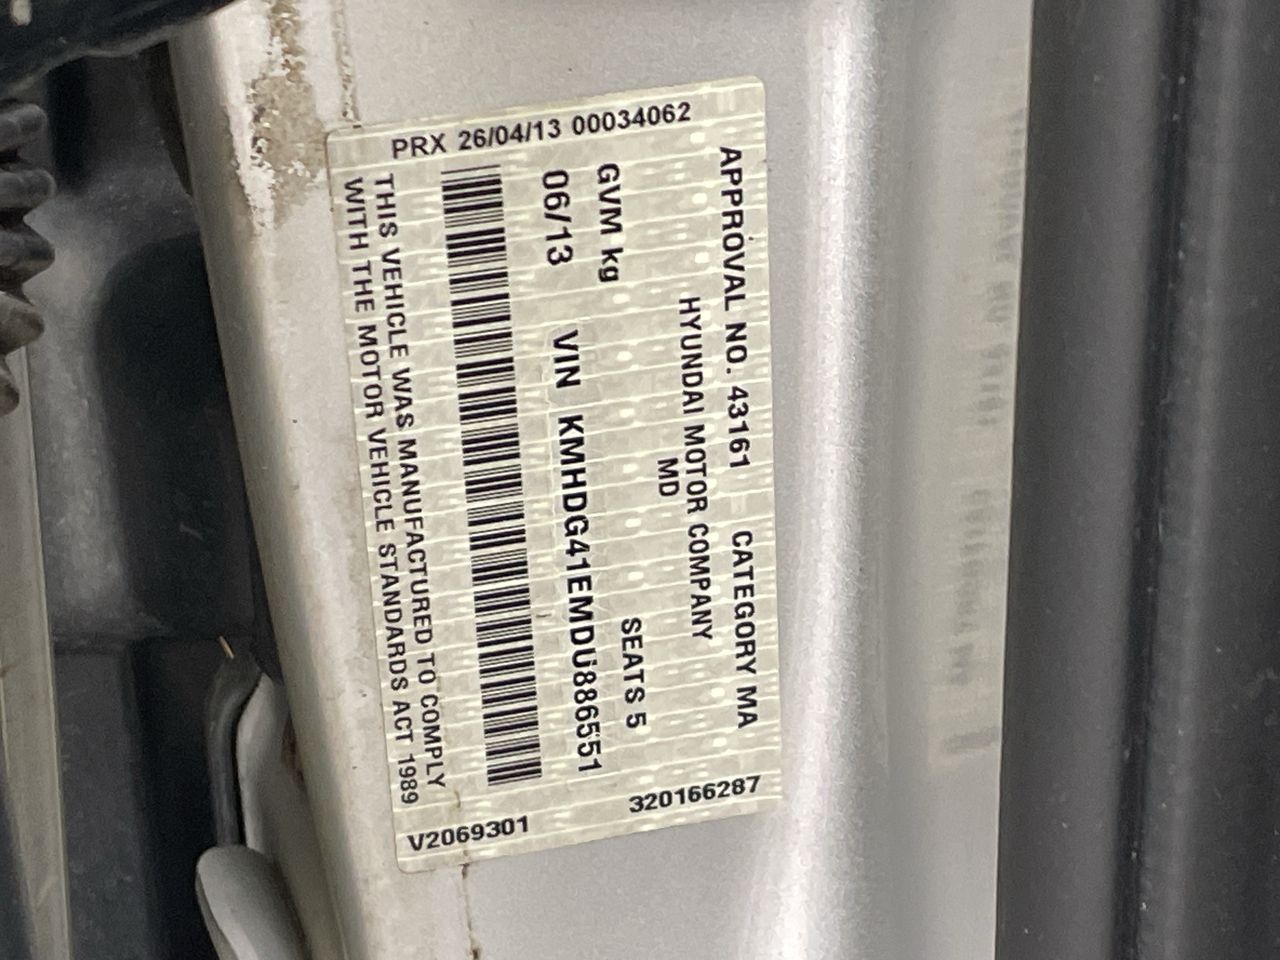 PRX 26/04/13 00034062
APPROVAL NO. 43161 CATEGORY MA
HYUNDAI MOTOR COMPANY
MD
GVM kg SEATS 5
06/13 VIN KMHDG41EMDU886551
THIS VEHICLE WAS MANUFACTURED TO COMPLY
WITH THE MOTOR VEHICLE STANDARDS ACT 1989
320166287
V2069301